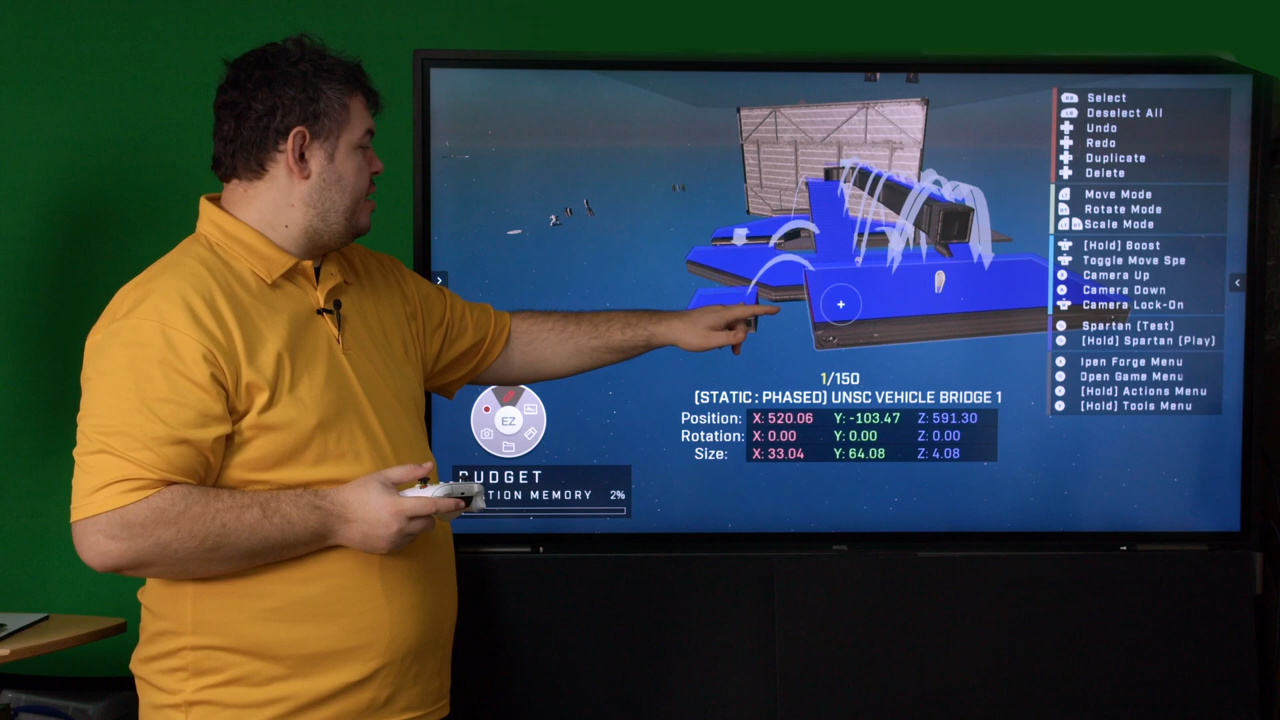 Select
Deselect All
Undo
Redo
Duplicate
Delete
Move Mode
Rotate Mode
Scale Mode
[Hold] Boost
Toggle Move Spe
Camera Up
Camera Down
Camera Lock-On
Spartan (Test)
[Hold] Spartan (Play)
Open Forge Menu
Open Game Menu
[Hold] Actions Menu
[Hold] Tools Menu
1/150
[STATIC : PHASED] UNSC VEHICLE BRIDGE 1
Position: X: 520.06 Y: -103.47 Z: 591.30
Rotation: X: 0.00 Y: 0.00 Z: 0.00
Size: X: 33.04 Y: 64.08 Z: 4.08
EZ
BUDGET
TION MEMORY 2%